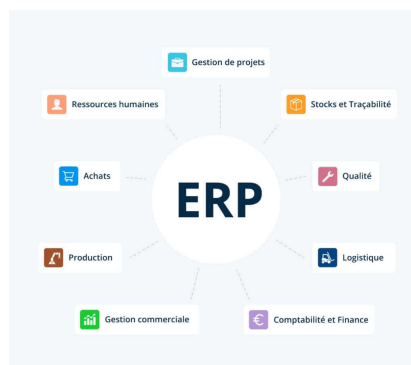 Gestion de projets
Ressources humaines
Stocks et Traçabilité
Achats
Qualité
ERP
Production
Logistique
Gestion commerciale
Comptabilité et Finance